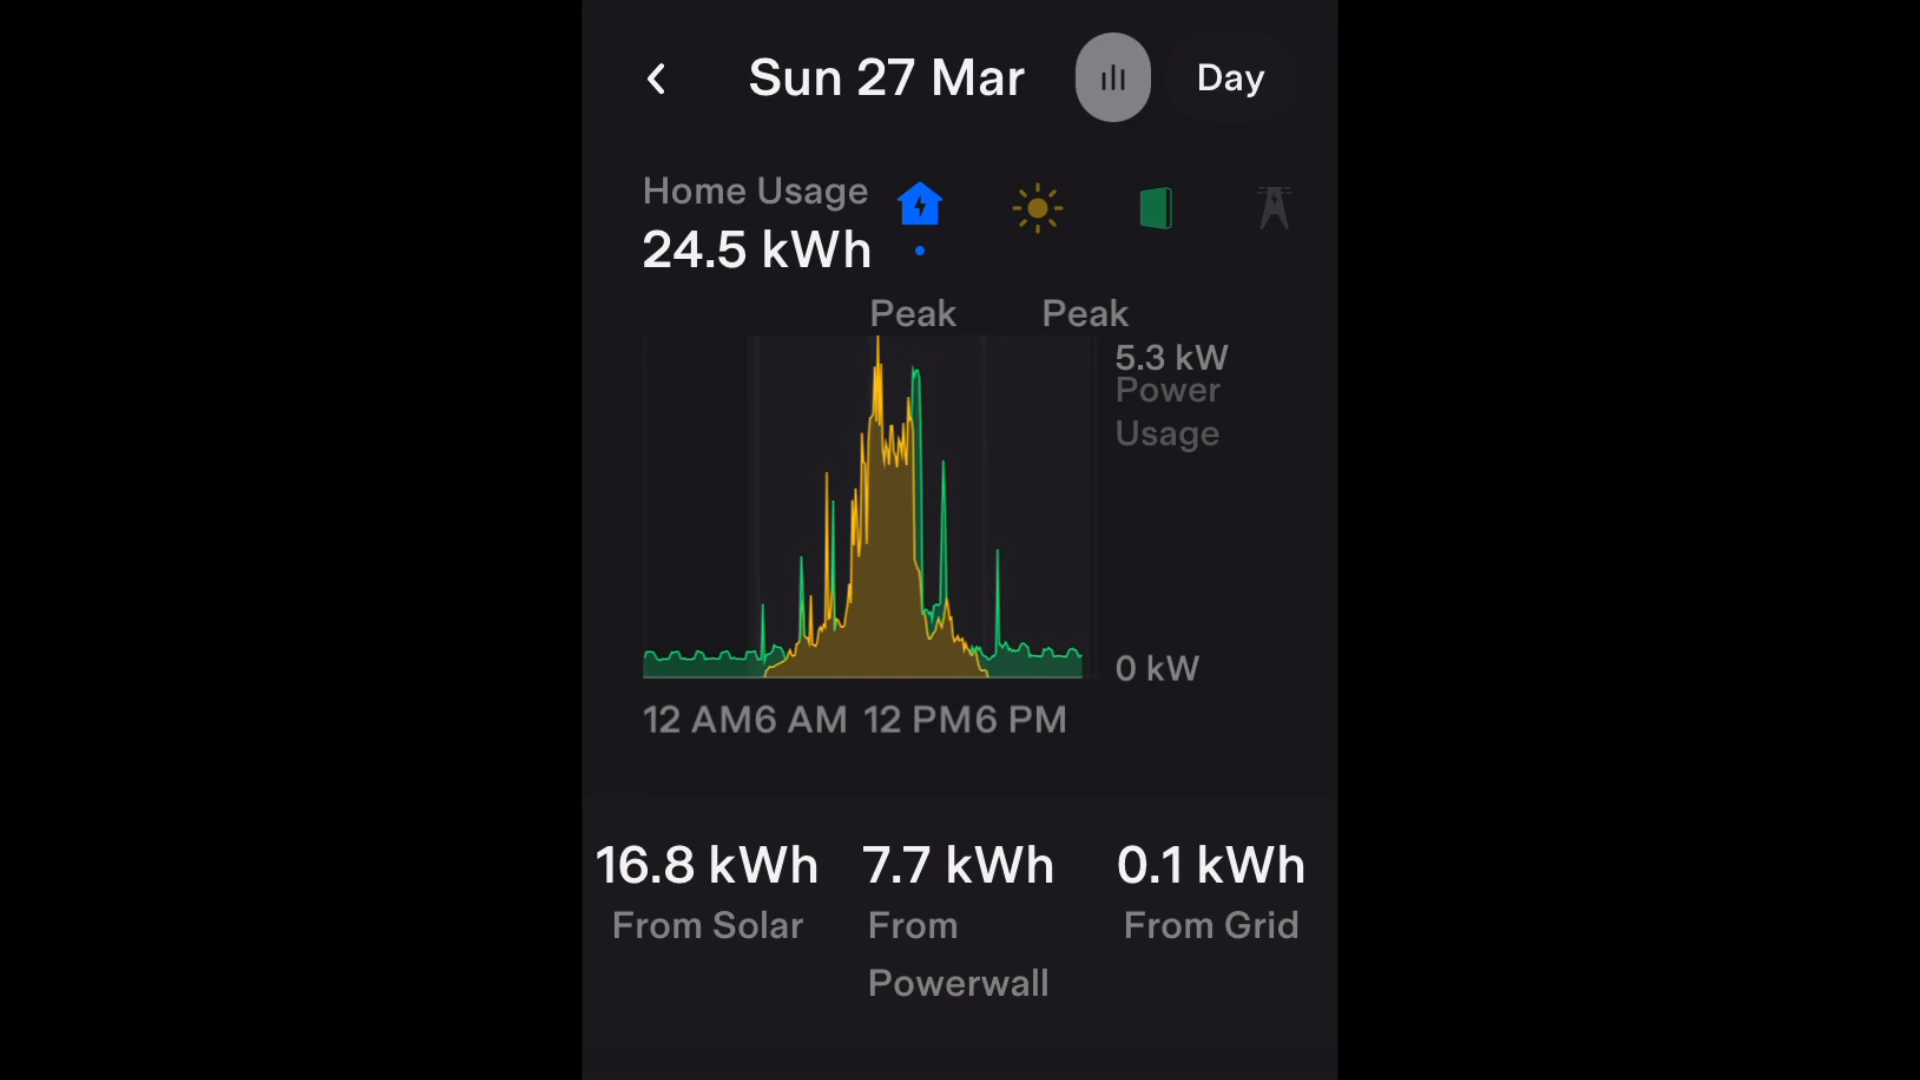 Sun 27 Mar
Day
Home Usage
24.5 kWh
Peak Peak
5.3 kW
Power
Usage
0 kW
12 AM6 AM 12 PM6 PM
16.8 kWh 7.7 kWh 0.1 kWh
From Solar From From Grid
Powerwall